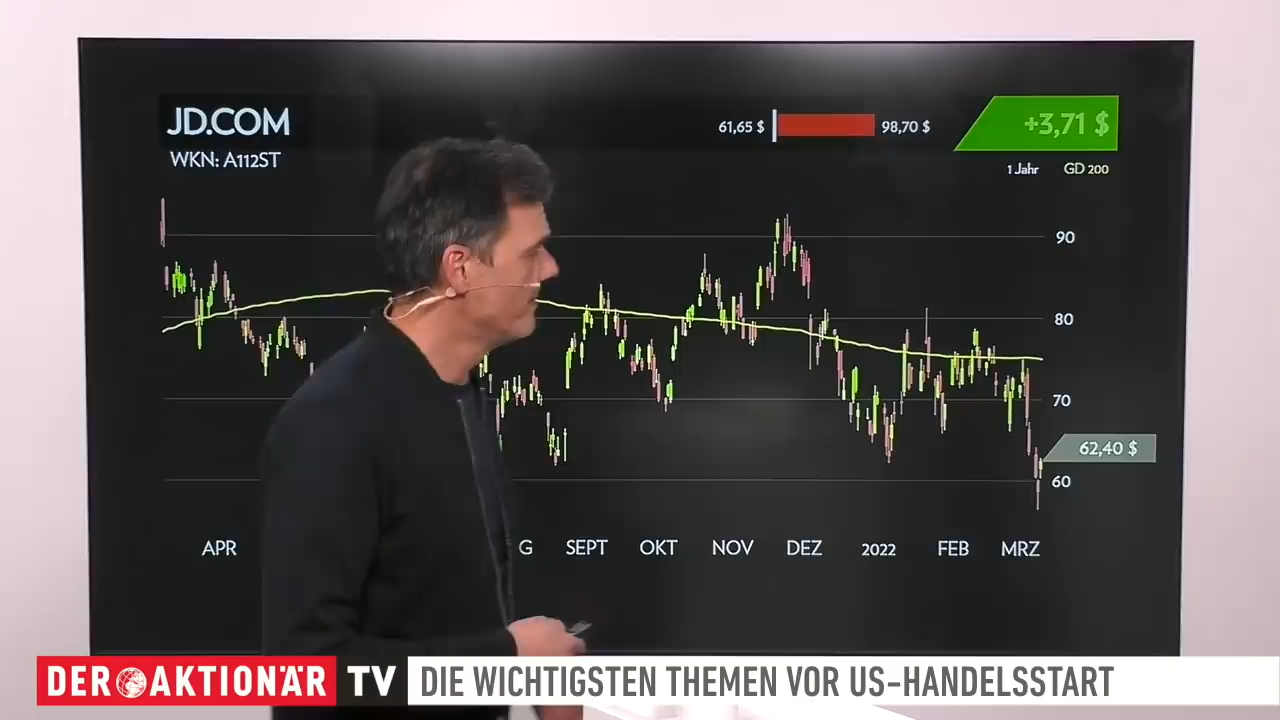 JD.COM
WKN: A112ST
61,65 $
98,70 $
+3,71 $
1 Jahr
GD 200
90
80
70
62,40 $
60
APR
G
SEPT
OKT
NOV
DEZ
2022
FEB
MRZ
DER AKTIONÄR TV
DIE WICHTIGSTEN THEMEN VOR US-HANDELSSTART